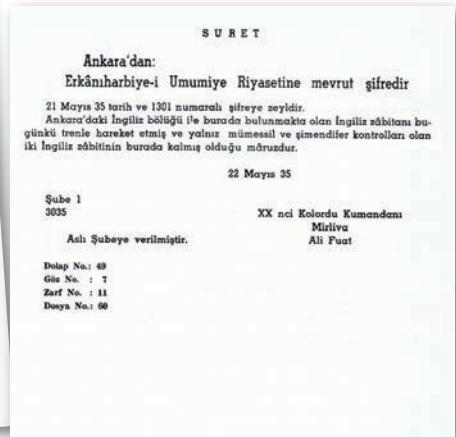 SURET
Ankara'dan:
Erkânıharbiye-i Umumiye Riyasetine mevrut şifredir
21 Mayıs 35 tarih ve 1301 numaralı şifreye zeyldir.
Ankara'daki İngiliz bölüğü ile burada bulunmakta olan İngiliz zâbitanı bu-
günkü trenle hareket etmiş ve yalnız mümessil ve şimendifer kontrolları olan
iki İngiliz zâbitinin burada kalmış olduğu mâruzdur.
22 Mayıs 35
Şube 1
3035
XX nci Kolordu Kumandanı
Mirliva
Ali Fuat
Aslı Şubeye verilmiştir.
Dolap No.: 49
Göz No. : 7
Zarf No. : 11
Dosya No.: 60